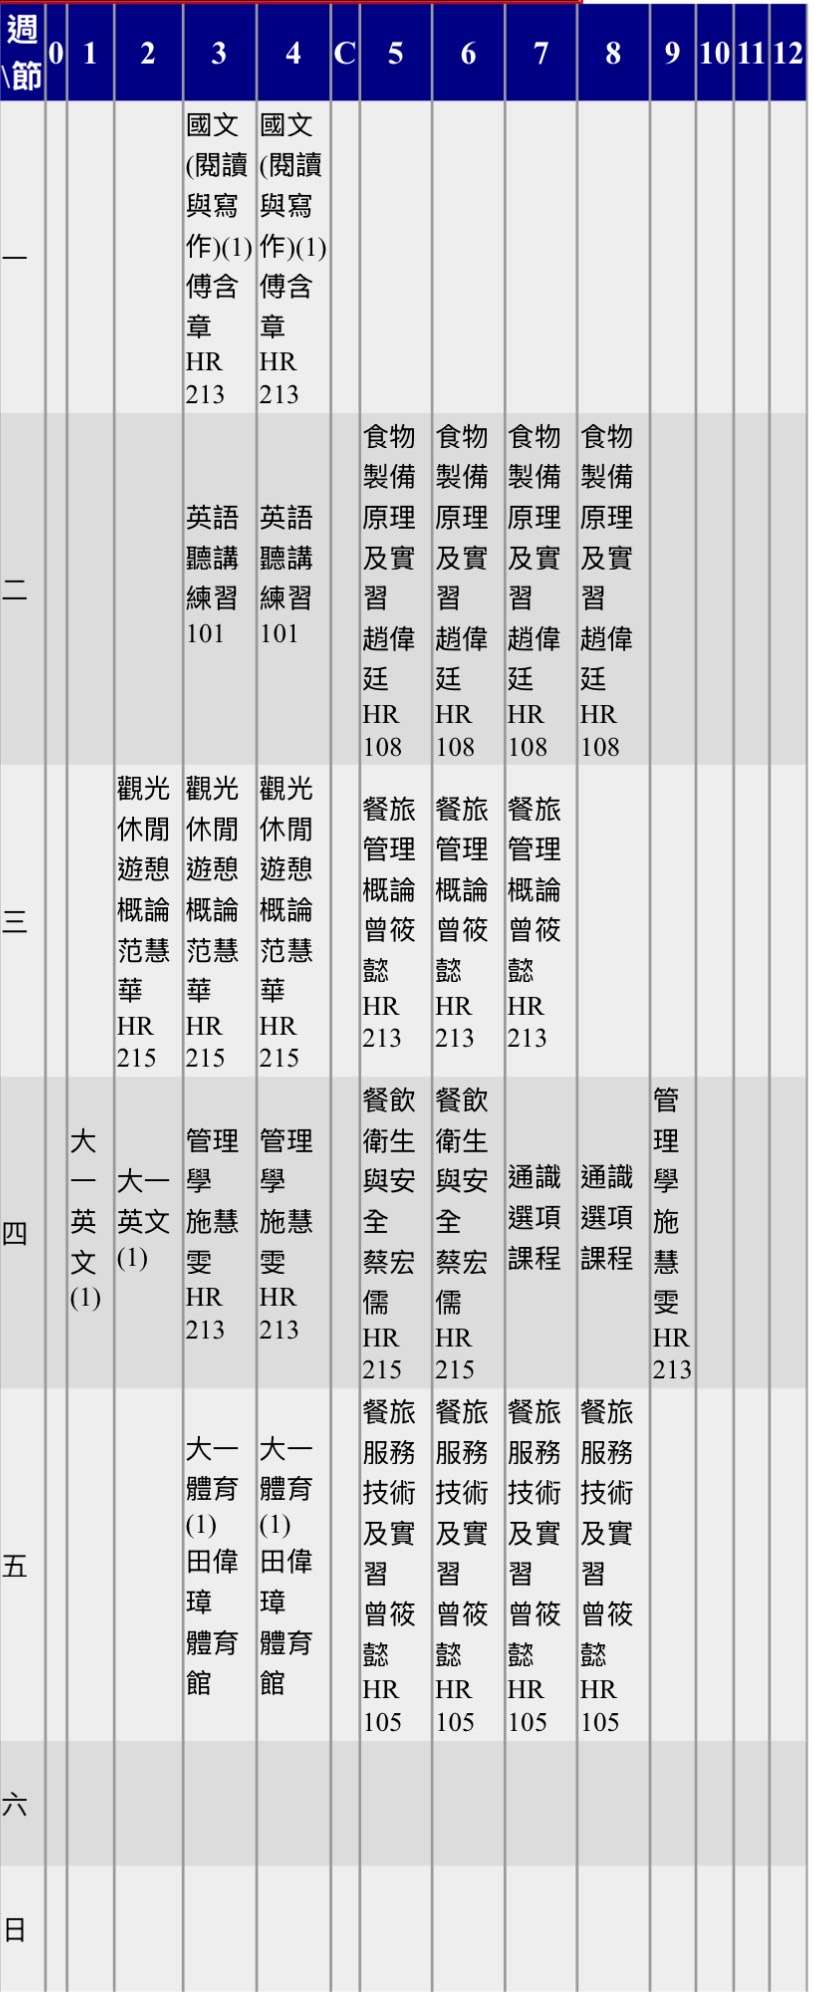 週
\節
0 1 2 3 4 C 5 6 7 8 9 10 11 12
一
國文
(閱讀
與寫
作)(1)
傅含
章
HR
213
國文
(閱讀
與寫
作)(1)
傅含
章
HR
213
二
英語
聽講
練習
101
英語
聽講
練習
101
食物
製備
原理
及實
習
趙偉
廷
HR
108
食物
製備
原理
及實
習
趙偉
廷
HR
108
食物
製備
原理
及實
習
趙偉
廷
HR
108
食物
製備
原理
及實
習
趙偉
廷
HR
108
三
觀光
休閒
遊憩
概論
范慧
華
HR
215
觀光
休閒
遊憩
概論
范慧
華
HR
215
觀光
休閒
遊憩
概論
范慧
華
HR
215
餐旅
管理
概論
曾筱
懿
HR
213
餐旅
管理
概論
曾筱
懿
HR
213
餐旅
管理
概論
曾筱
懿
HR
213
四
大
一
英
文
(1)
大一
英文
(1)
管理
學
施慧
雯
HR
213
管理
學
施慧
雯
HR
213
餐飲
衛生
與安
全
蔡宏
儒
HR
215
餐飲
衛生
與安
全
蔡宏
儒
HR
215
通識
選項
課程
通識
選項
課程
管
理
學
施
慧
雯
HR
213
五
大一
體育
(1)
田偉
璋
體育
館
大一
體育
(1)
田偉
璋
體育
館
餐旅
服務
技術
及實
習
曾筱
懿
HR
105
餐旅
服務
技術
及實
習
曾筱
懿
HR
105
餐旅
服務
技術
及實
習
曾筱
懿
HR
105
餐旅
服務
技術
及實
習
曾筱
懿
HR
105
六
日